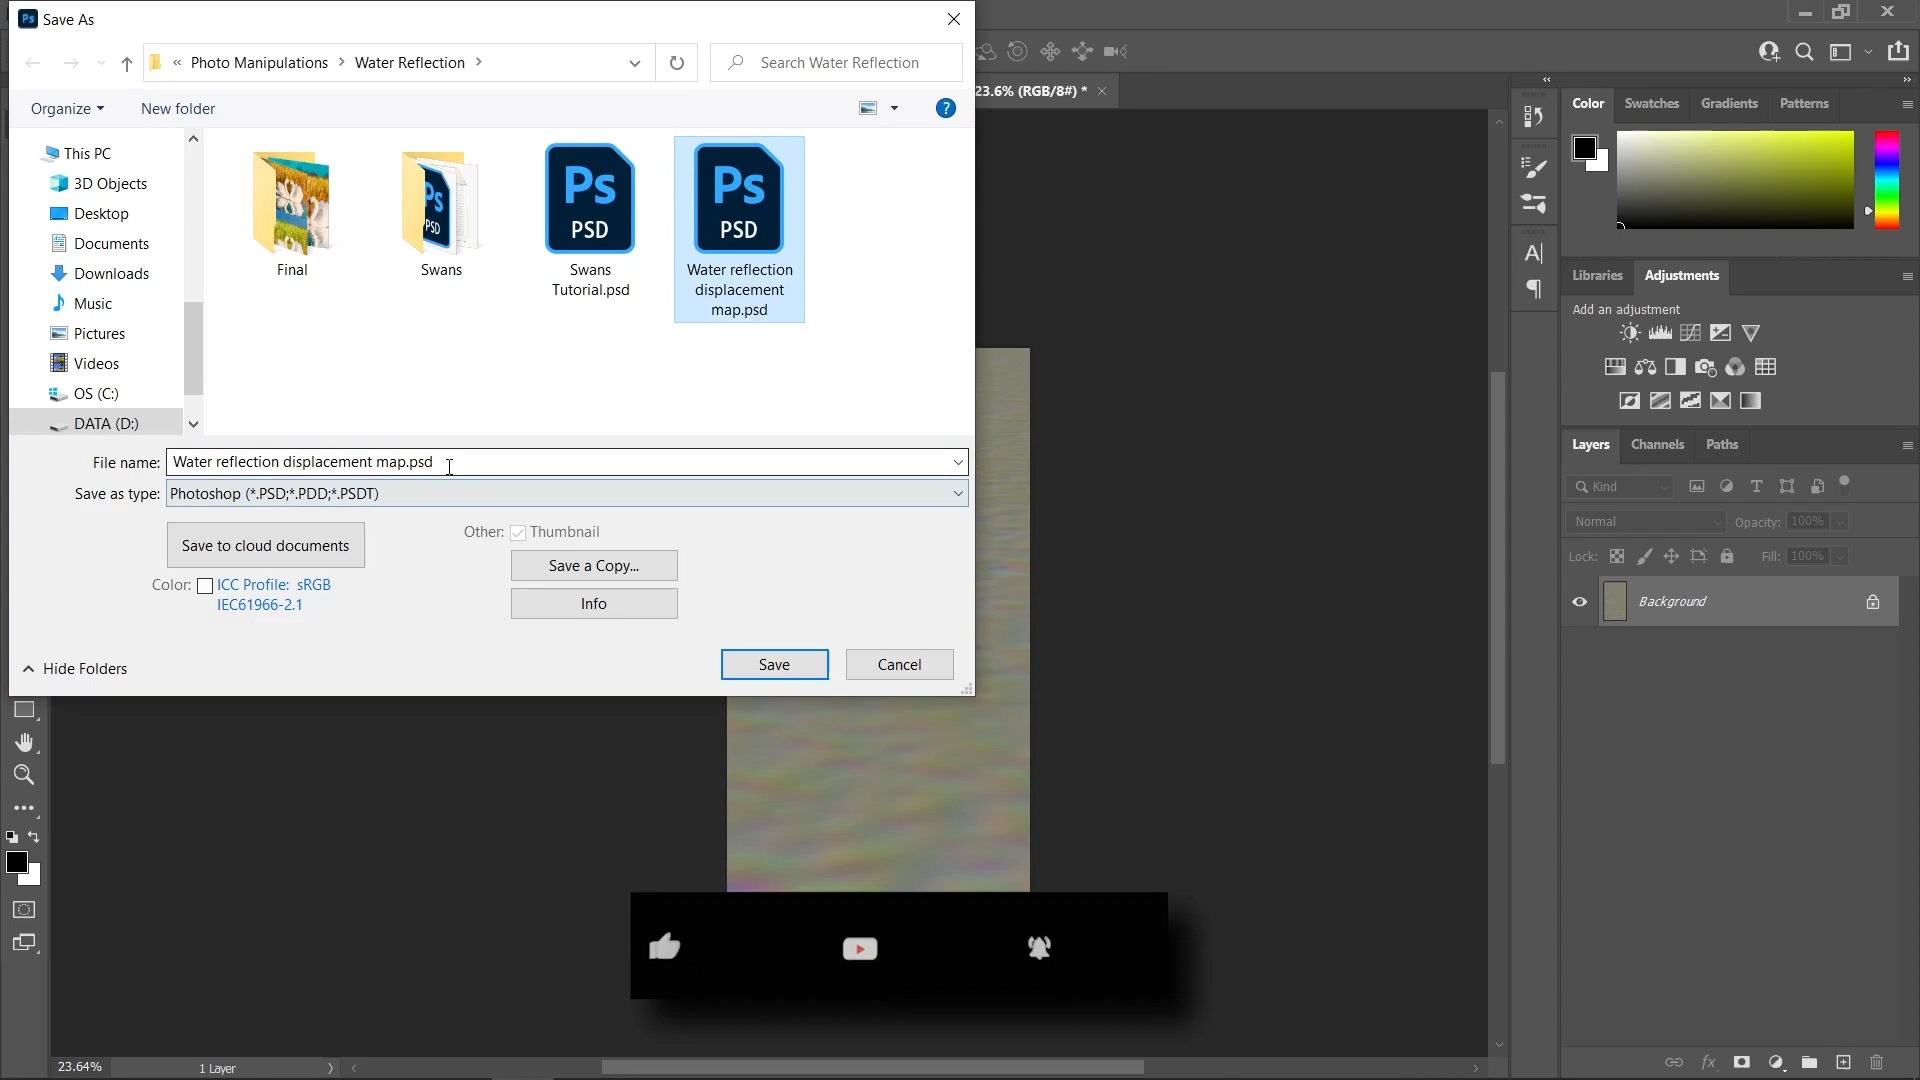 Ps Save As
« Photo Manipulations > Water Reflection >
Search Water Reflection
Organize
New folder
?
This PC
3D Objects
Desktop
Documents
Downloads
Music
Pictures
Videos
OS (C:)
DATA (D:)
Final
PSD
Swans
Ps
PSD
Swans
Tutorial.psd
Ps
PSD
Water reflection
displacement
map.psd
File name: Water reflection displacement map.psd
Save as type: Photoshop (*.PSD;*.PDD;*.PSDT)
Save to cloud documents
Other: Thumbnail
Save a Copy...
Color: ICC Profile: sRGB
IEC61966-2.1
Info
Hide Folders
Save
Cancel
23.6% (RGB/8#) *
Color
Swatches
Gradients
Patterns
Libraries
Adjustments
Add an adjustment
Layers
Channels
Paths
Kind
Normal
Opacity: 100%
Lock:
Fill: 100%
Background
fx
23.64%
1 Layer